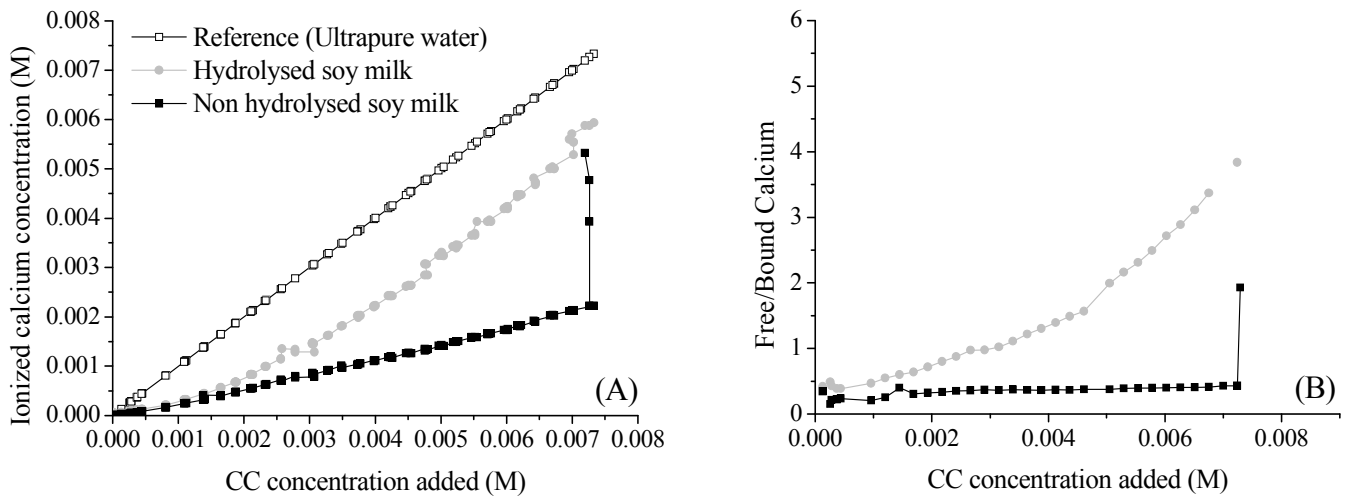 0.008
0.007
0.006
0.005
0.004
0.003
0.002
0.001
0.000
Ionized calcium concentration (M)
Reference (Ultrapure water)
Hydrolysed soy milk
Non hydrolysed soy milk
(A)
0.000 0.001 0.002 0.003 0.004 0.005 0.006 0.007 0.008
CC concentration added (M)
6
5
4
3
2
1
0
Free/Bound Calcium
(B)
0.000 0.002 0.004 0.006 0.008
CC concentration added (M)